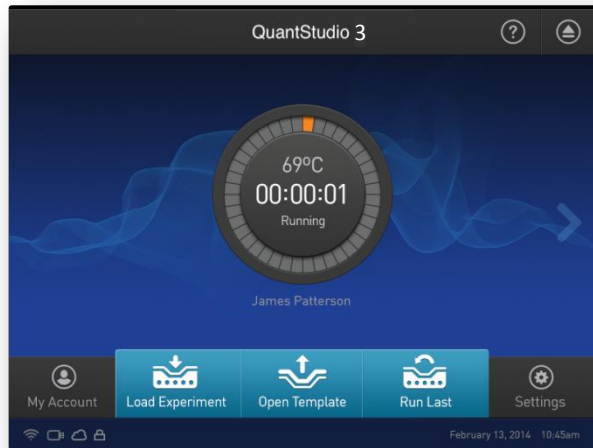 QuantStudio 3
?
69ºC
00:00:01
Running
James Patterson
My Account
Load Experiment
Open Template
Run Last
Settings
February 13, 2014 10:45am